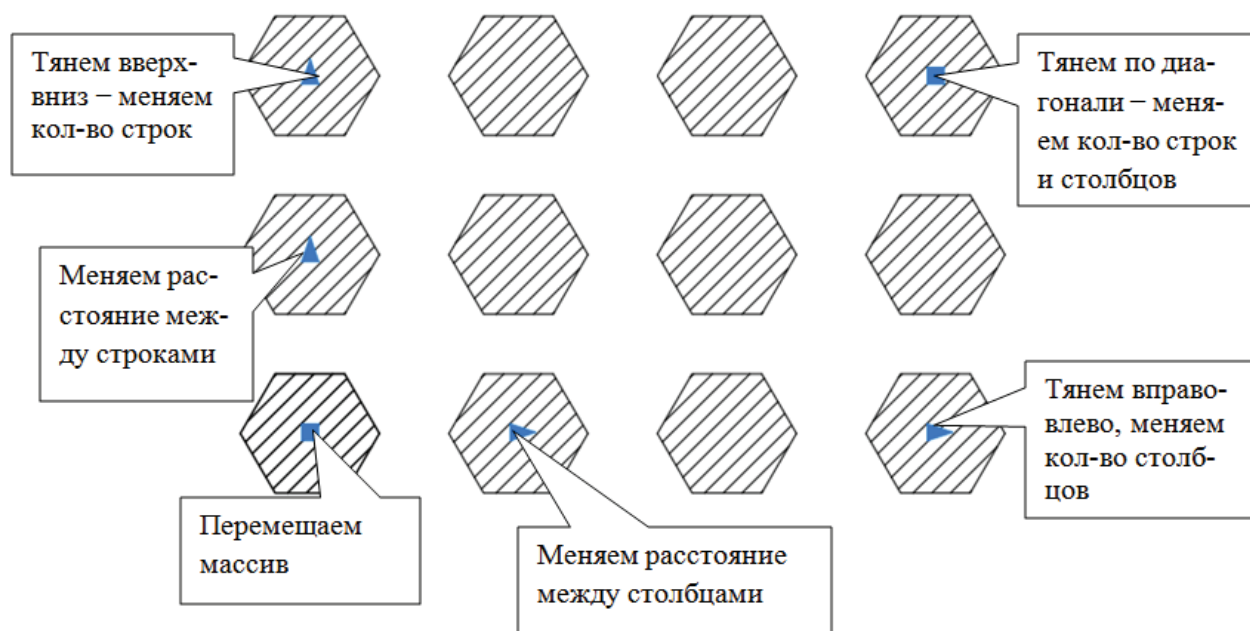 Тянем вверх-
вниз – меняем
кол-во строк
Тянем по диа-
гонали – меня-
ем кол-во строк
и столбцов
Меняем рас-
стояние меж-
ду строками
Тянем вправо-
влево, меняем
кол-во столб-
цов
Перемещаем
массив
Меняем расстояние
между столбцами